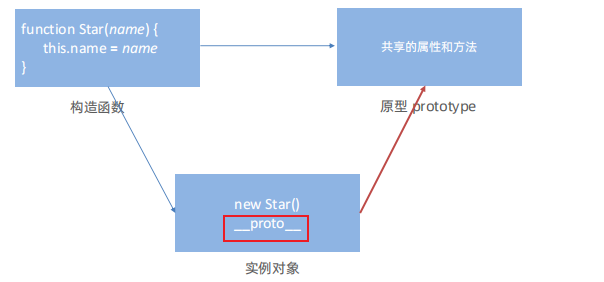 function Star(name) {
this.name = name
}
共享的属性和方法
构造函数
原型 prototype
new Star()
__proto__
实例对象